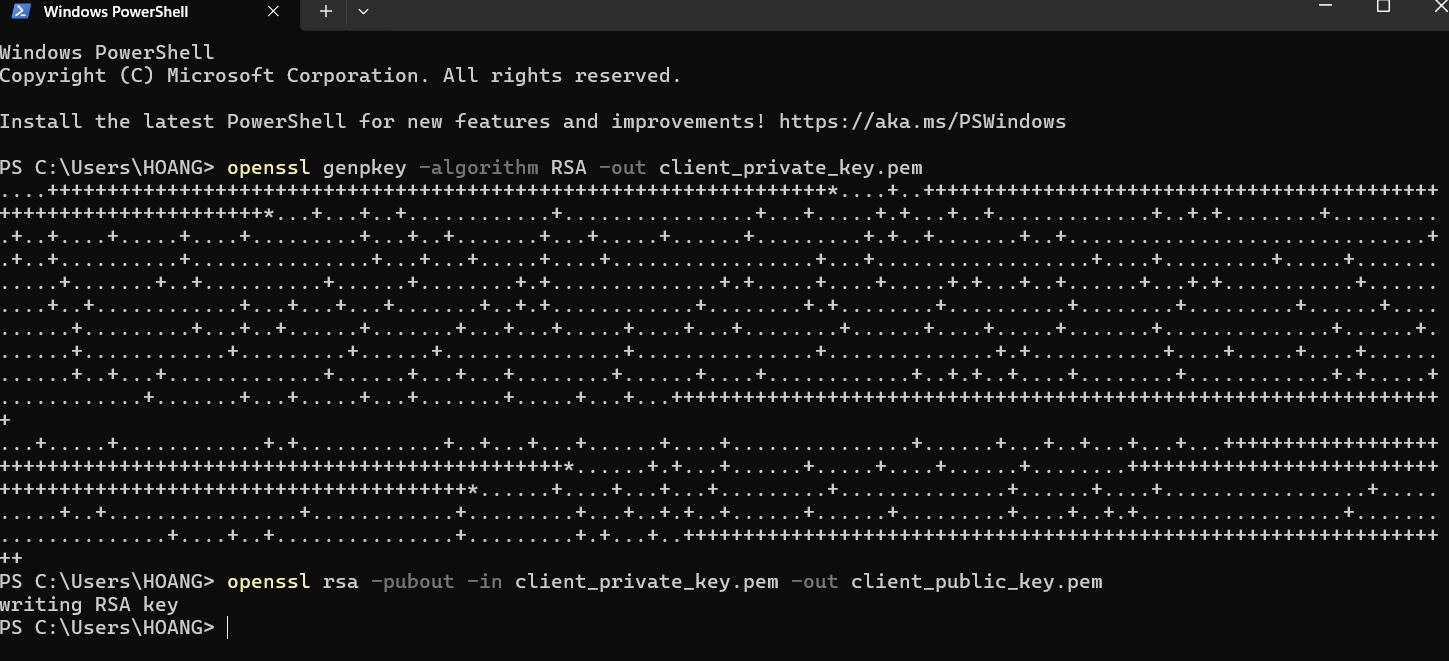 Windows PowerShell
Windows PowerShell
Copyright (C) Microsoft Corporation. All rights reserved.
Install the latest PowerShell for new features and improvements! https://aka.ms/PSWindows
PS C:\Users\HOANG> openssl genpkey -algorithm RSA -out client_private_key.pem
+
++
PS C:\Users\HOANG> openssl rsa -pubout -in client_private_key.pem -out client_public_key.pem
writing RSA key
PS C:\Users\HOANG>